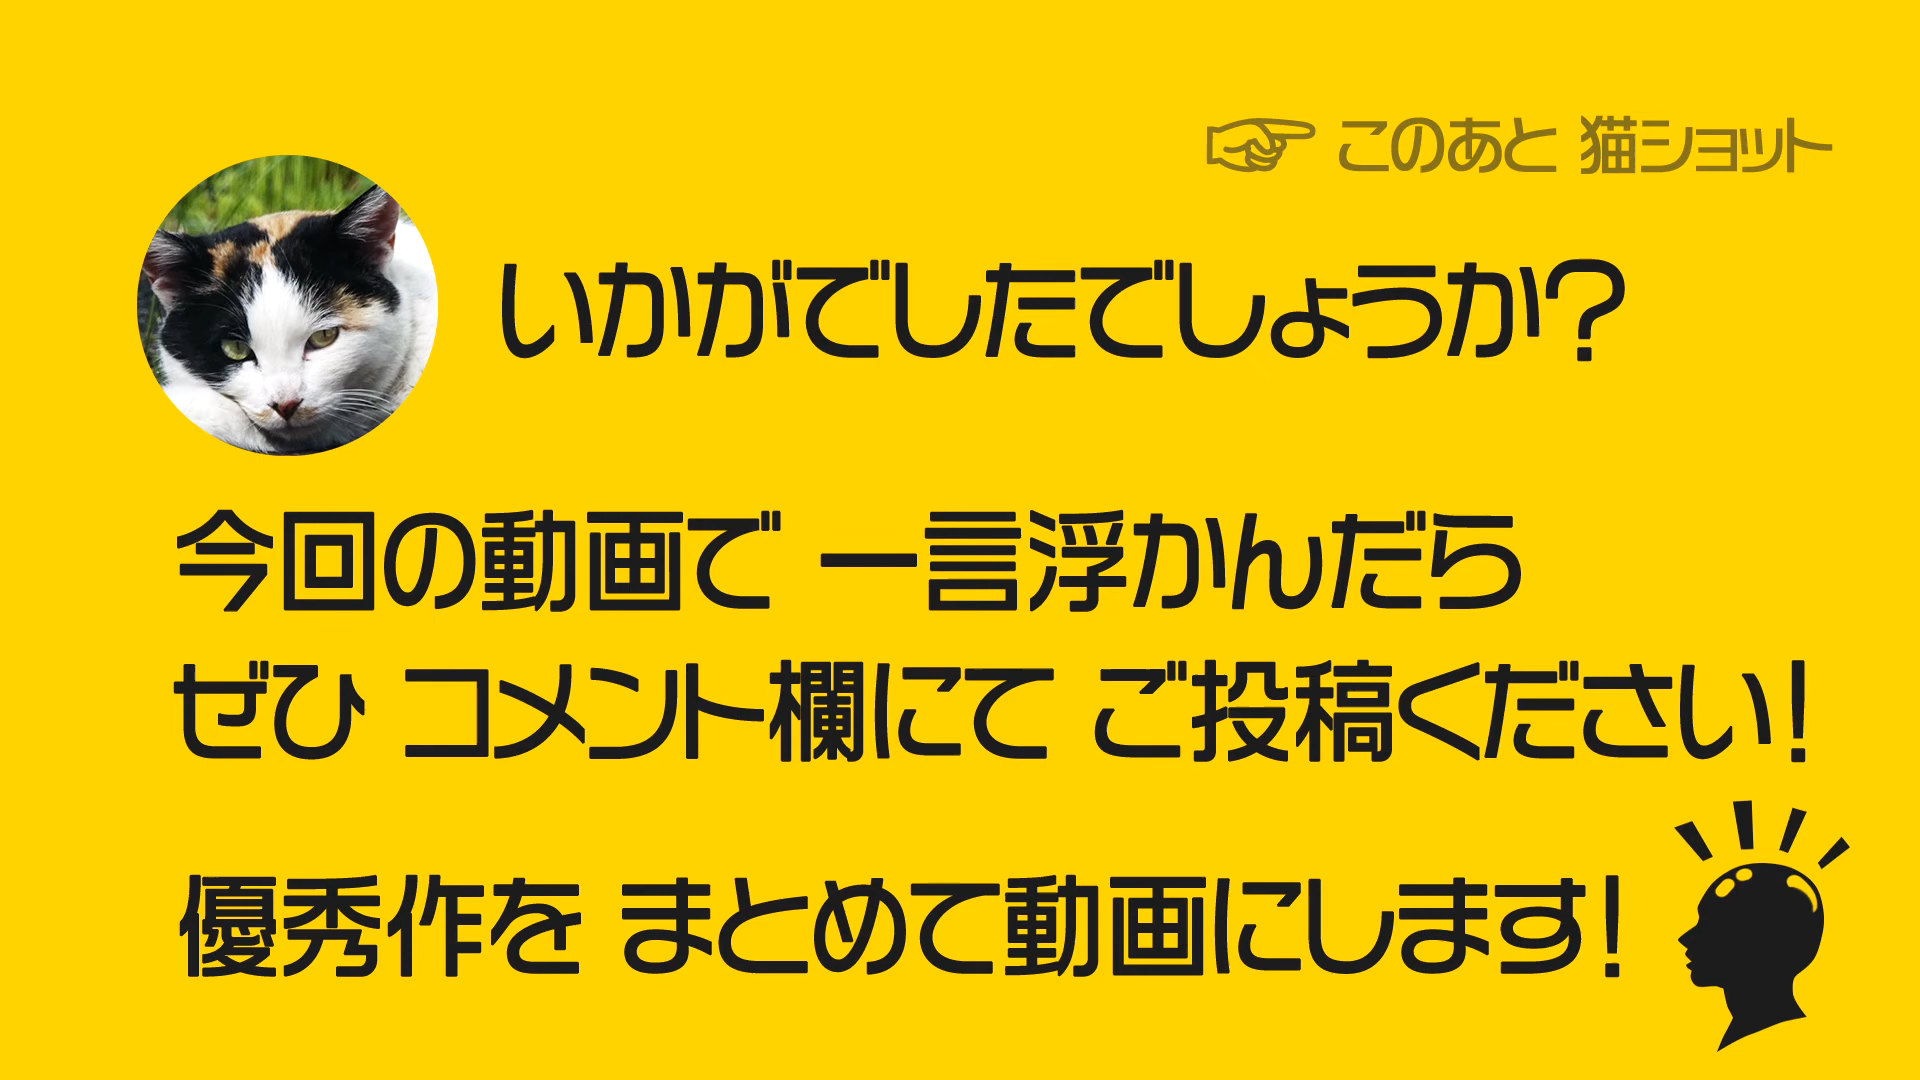 ☞ このあと 猫ショット
いかがでしたでしょうか?
今回の動画で 一言浮かんだら
ぜひ コメント欄にて ご投稿ください!
優秀作を まとめて動画にします!